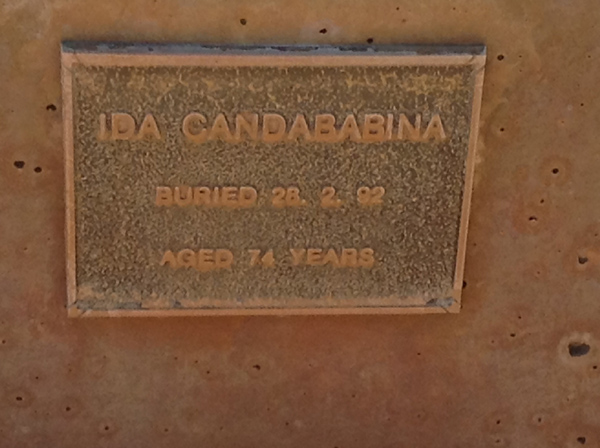 IDA CANDABABINA
BURIED 28. 2. 92
AGED 74 YEARS